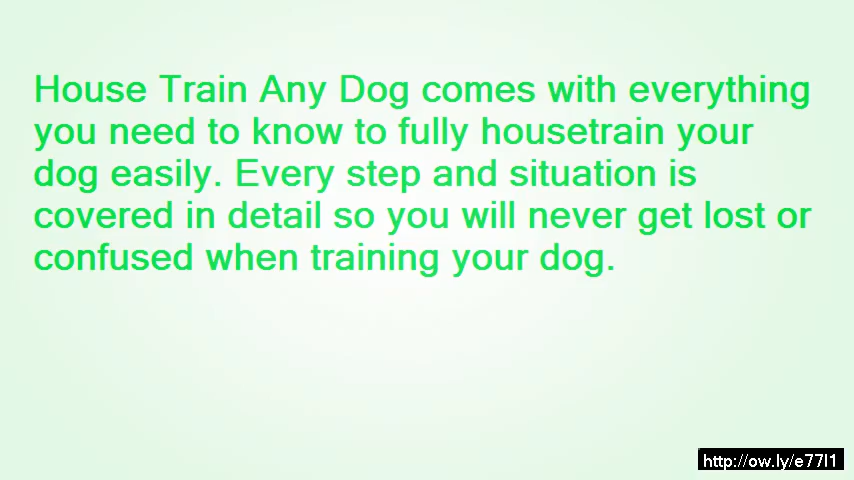 House Train Any Dog comes with everything
you need to know to fully housetrain your
dog easily. Every step and situation is
covered in detail so you will never get lost or
confused when training your dog.
http://ow.ly/e77l1